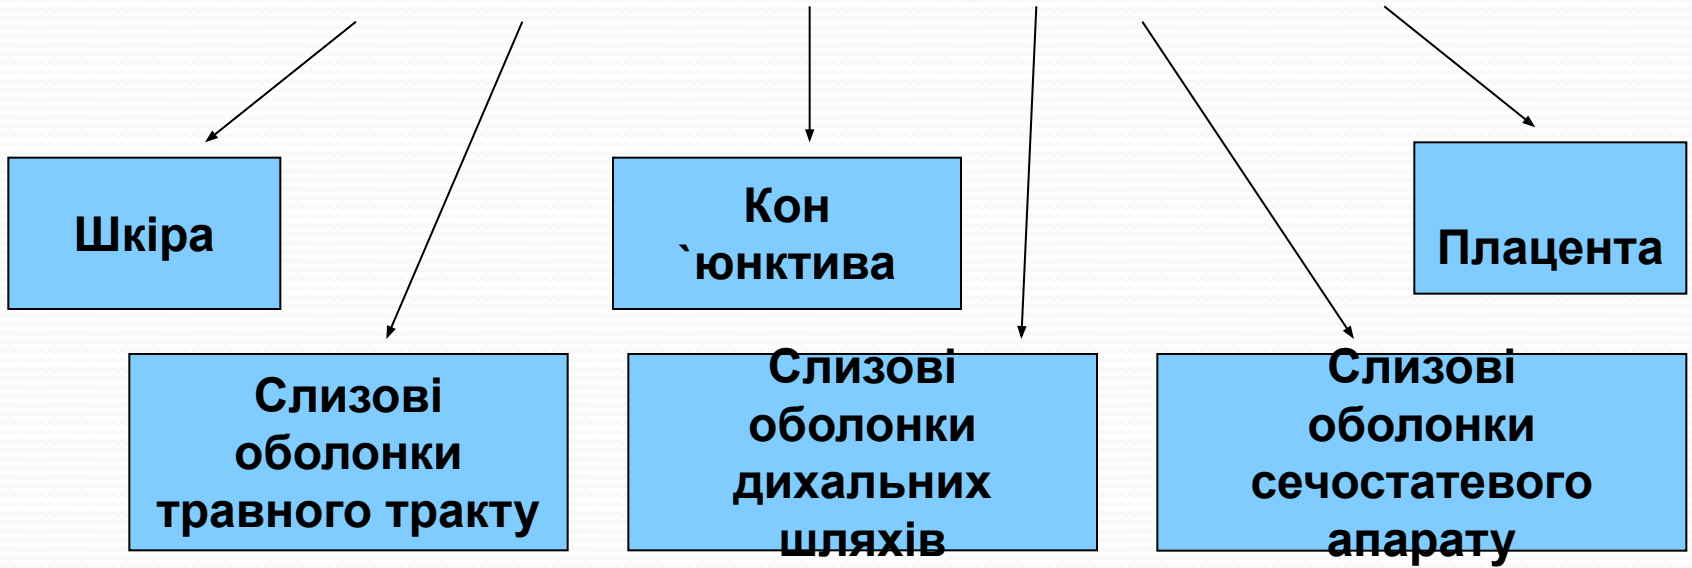 Шкіра
Кон
`юнктива
Плацента
Слизові
оболонки
травного тракту
Слизові
оболонки
дихальних
шляхів
Слизові
оболонки
сечостатевого
апарату